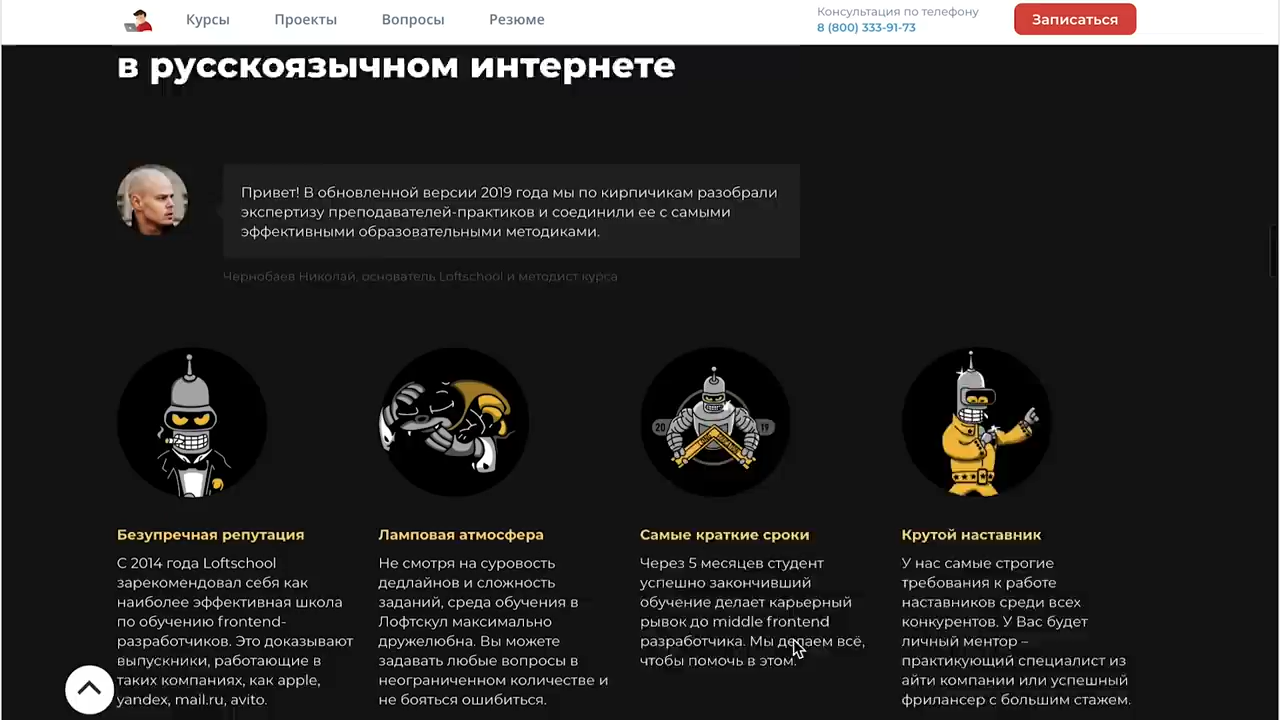 Курсы
Проекты
Вопросы
Резюме
Консультация по телефону
8 (800) 333-91-73
Записаться
в русскоязычном интернете
Привет! В обновленной версии 2019 года мы по кирпичикам разобрали
экспертизу преподавателей-практиков и соединили ее с самыми
эффективными образовательными методиками.
Чернобаев Николай, основатель Loftschool и методист курса
20 19
Безупречная репутация
С 2014 года Loftschool
зарекомендовал себя как
наиболее эффективная школа
по обучению frontend-
разработчиков. Это доказывают
выпускники, работающие в
таких компаниях, как apple,
yandex, mail.ru, avito.
Ламповая атмосфера
Не смотря на суровость
дедлайнов и сложность
заданий, среда обучения в
Лофтскул максимально
дружелюбна. Вы можете
задавать любые вопросы в
неограниченном количестве и
не бояться ошибиться.
Самые краткие сроки
Через 5 месяцев студент
успешно закончивший
обучение делает карьерный
рывок до middle frontend
разработчика. Мы делаем всё,
чтобы помочь в этом.
Крутой наставник
У нас самые строгие
требования к работе
наставников среди всех
конкурентов. У Вас будет
личный ментор –
практикующий специалист из
айти компании или успешный
фрилансер с большим стажем.